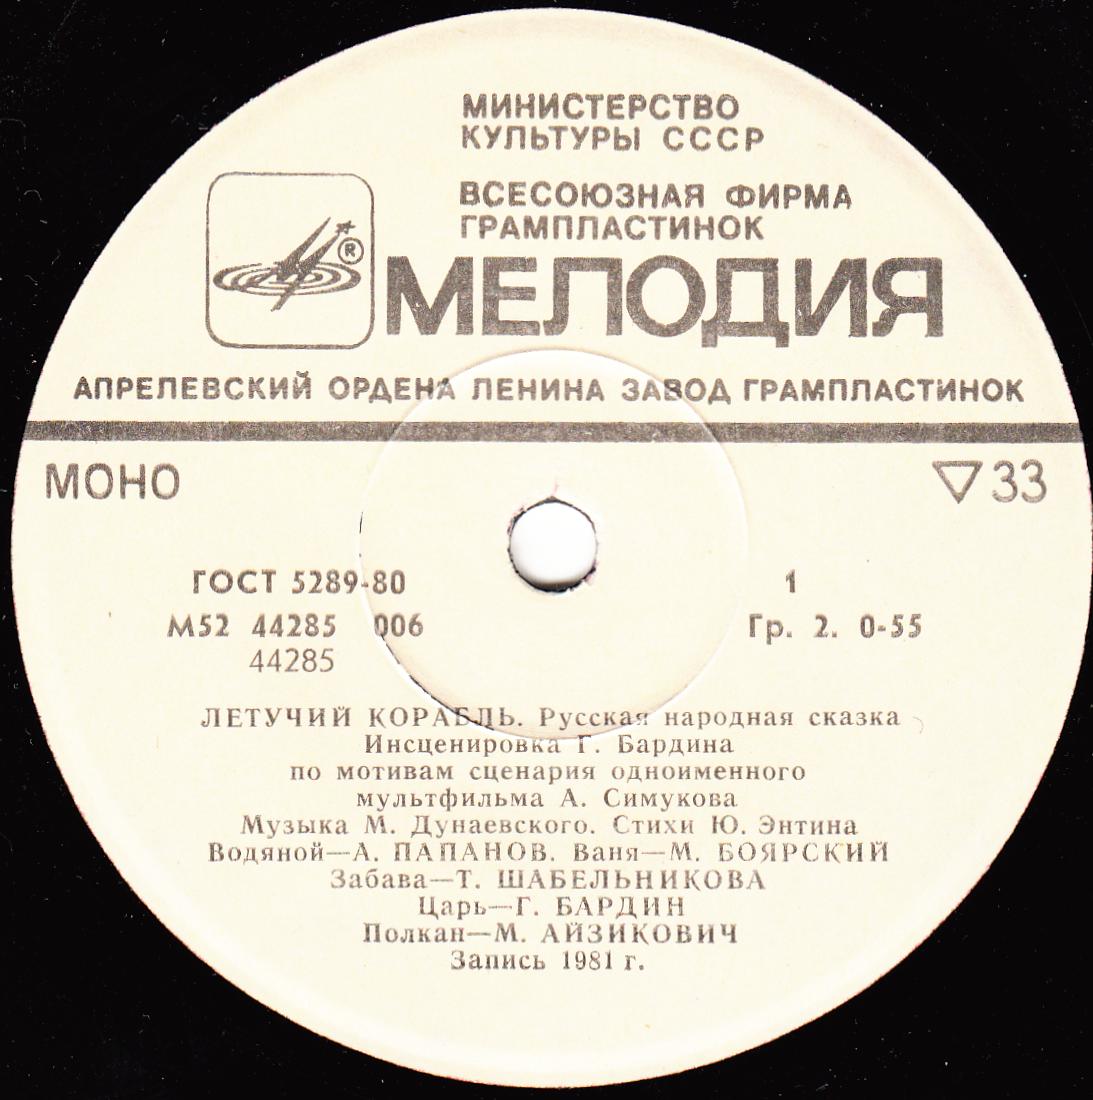 МИНИСТЕРСТВО
КУЛЬТУРЫ СССР
ВСЕСОЮЗНАЯ ФИРМА
ГРАМПЛАСТИНОК
®
МЕЛОДИЯ
АПРЕЛЕВСКИЙ ОРДЕНА ЛЕНИНА ЗАВОД ГРАМПЛАСТИНОК
МОНО
▽33
ГОСТ 5289-80
1
М52 44285 006
Гр. 2. 0-55
44285
ЛЕТУЧИЙ КОРАБЛЬ. Русская народная сказка
Инсценировка Г. Бардина
по мотивам сценария одноименного
мультфильма А. Симукова
Музыка М. Дунаевского. Стихи Ю. Энтина
Водяной—А. ПАПАНОВ. Ваня—М. БОЯРСКИЙ
Забава—Т. ШАБЕЛЬНИКОВА
Царь—Г. БАРДИН
Полкан—М. АЙЗИКОВИЧ
Запись 1981 г.